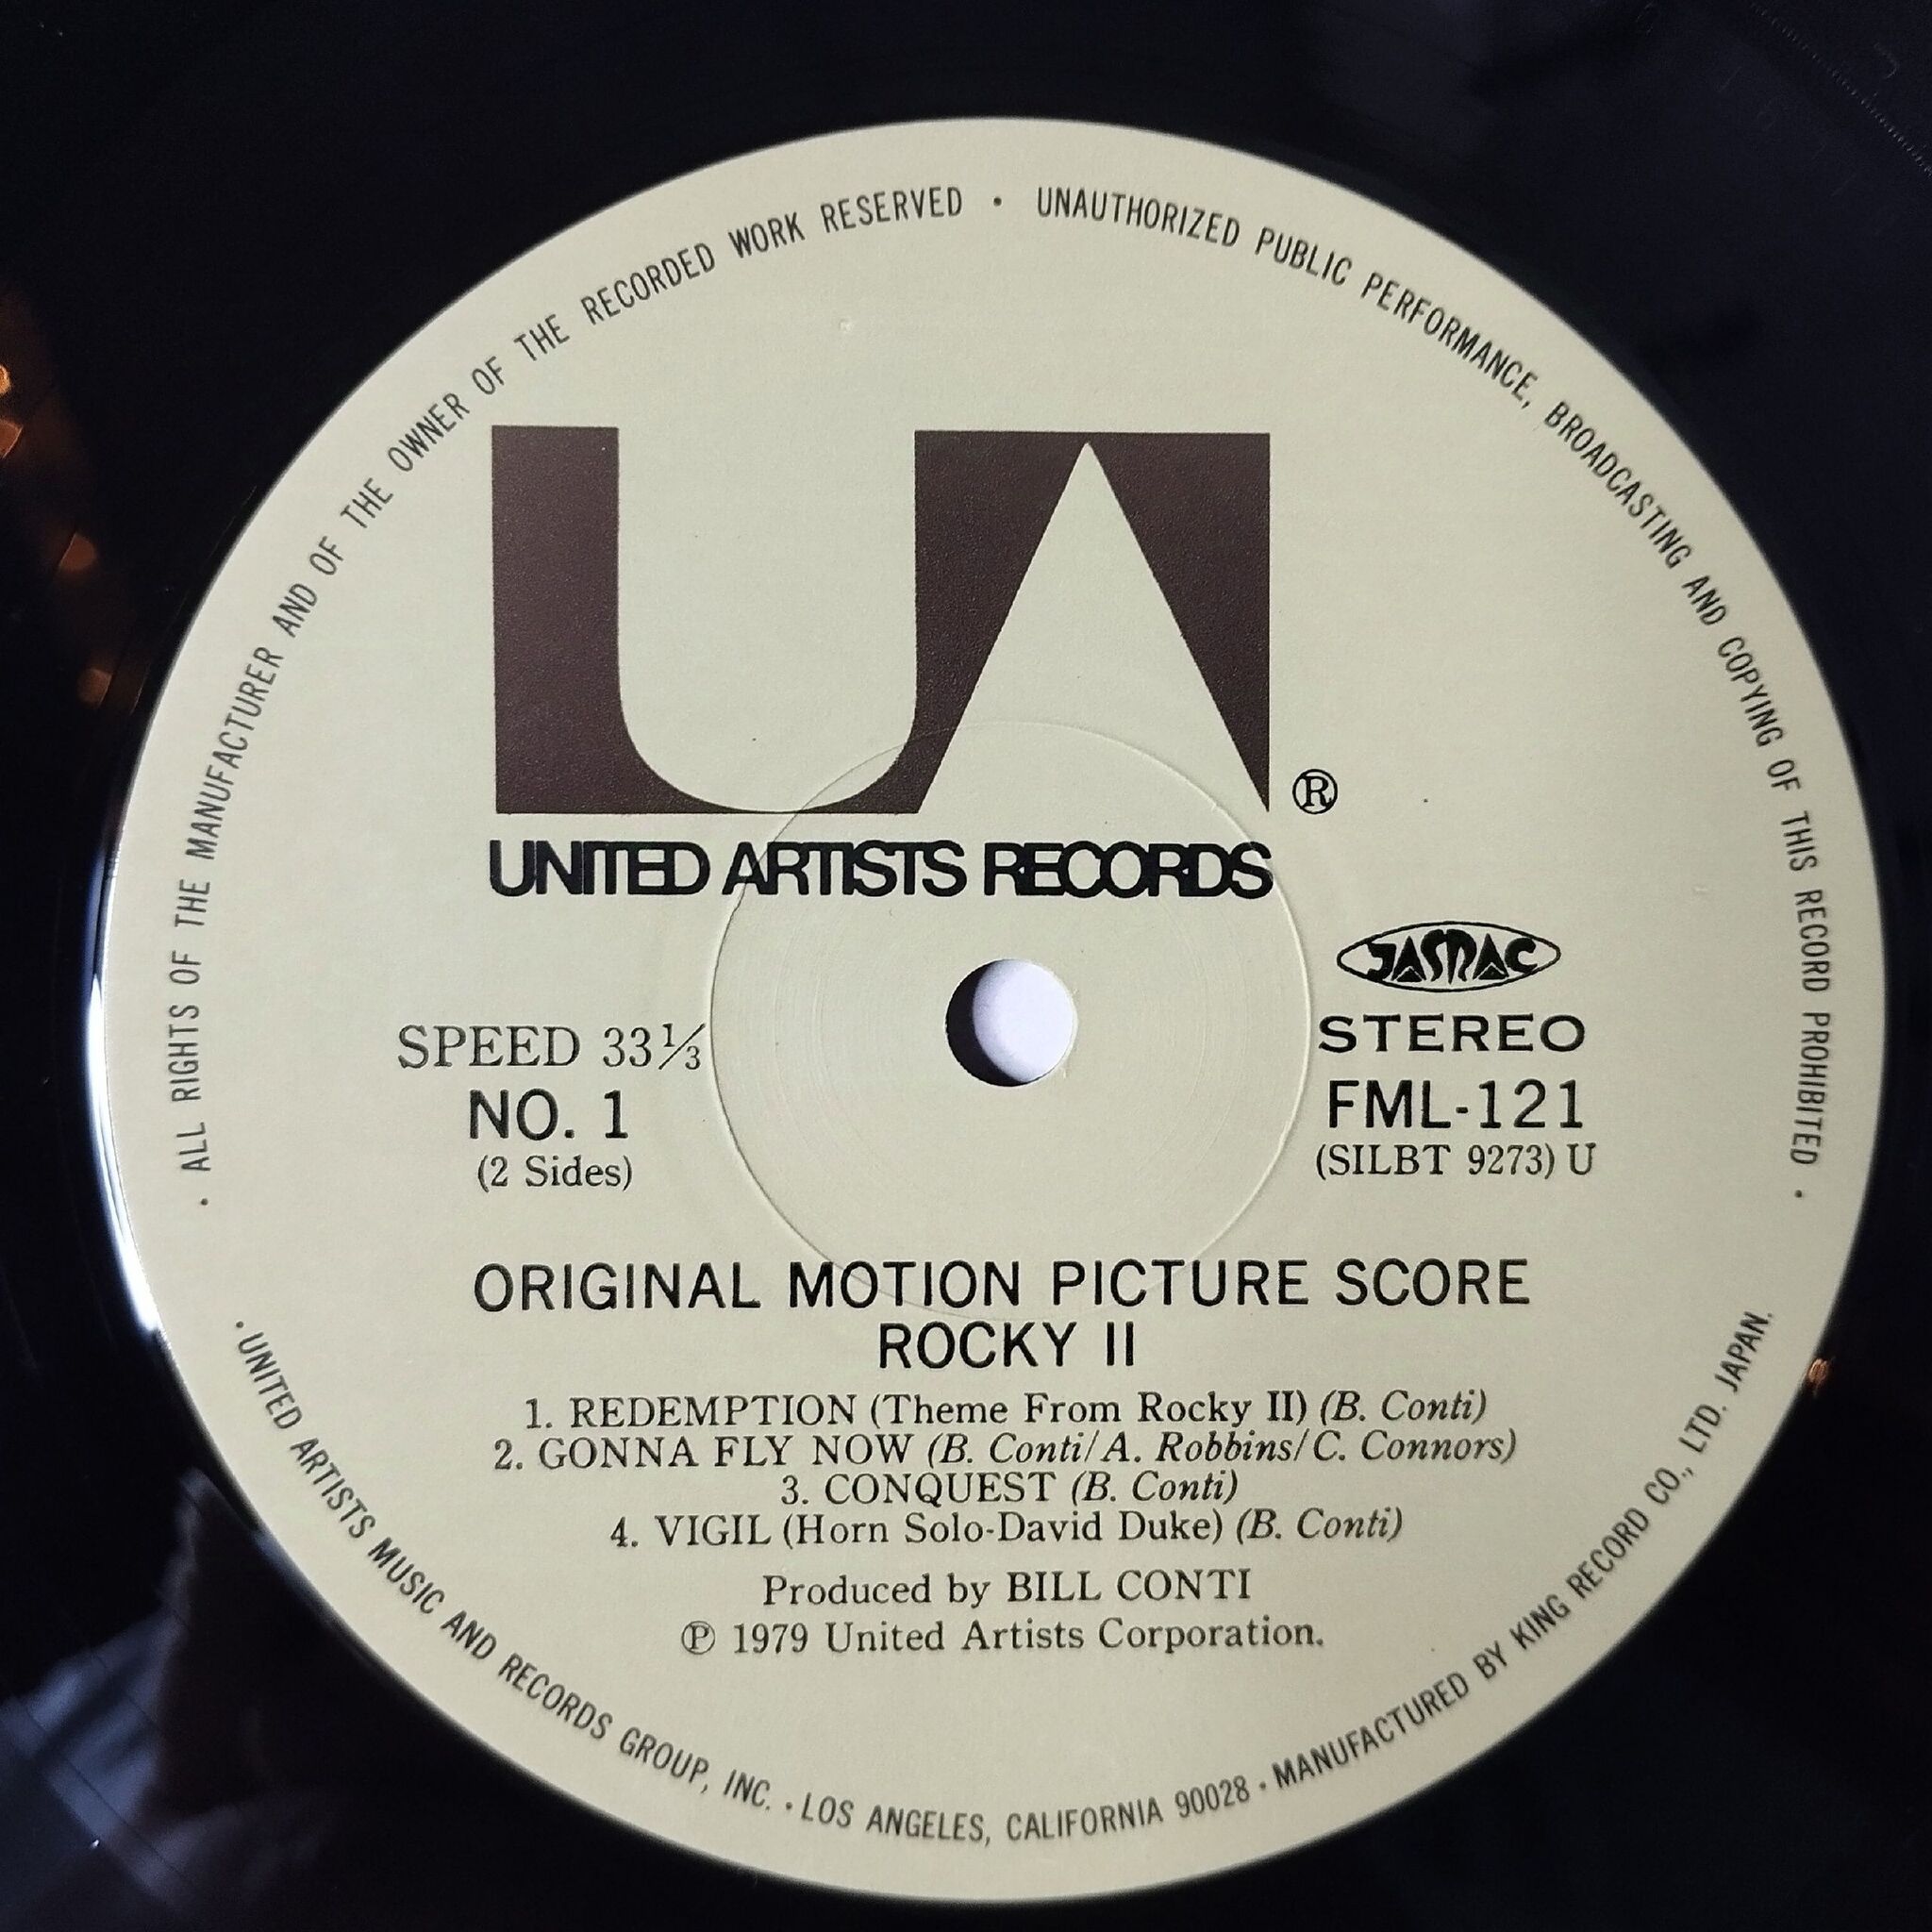 · ALL RIGHTS OF THE MANUFACTURER AND OF THE OWNER OF THE RECORDED WORK RESERVED · UNAUTHORIZED PUBLIC PERFORMANCE, BROADCASTING AND COPYING OF THIS RECORD PROHIBITED ·
UA ®
UNITED ARTISTS RECORDS
JASRAC
SPEED 33⅓
STEREO
NO. 1
FML-121
(2 Sides)
(SILBT 9273) U
ORIGINAL MOTION PICTURE SCORE
ROCKY II
1. REDEMPTION (Theme From Rocky II) (B. Conti)
2. GONNA FLY NOW (B. Conti/A. Robbins/C. Connors)
3. CONQUEST (B. Conti)
4. VIGIL (Horn Solo-David Duke) (B. Conti)
Produced by BILL CONTI
℗ 1979 United Artists Corporation.
· UNITED ARTISTS MUSIC AND RECORDS GROUP, INC. · LOS ANGELES, CALIFORNIA 90028 · MANUFACTURED BY KING RECORD CO., LTD. JAPAN.